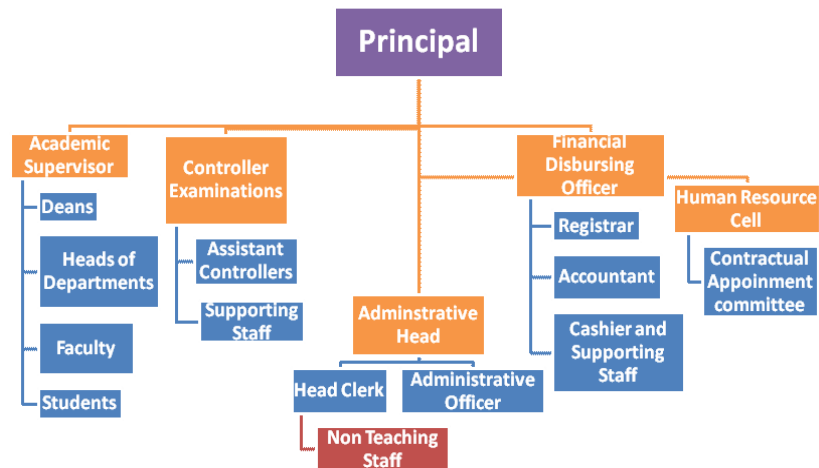 Principal
Academic
Supervisor
Deans
Heads of
Departments
Faculty
Students
Controller
Examinations
Assistant
Controllers
Supporting
Staff
Adminstrative
Head
Head Clerk
Non Teaching
Staff
Administrative
Officer
Financial
Disbursing
Officer
Registrar
Accountant
Cashier and
Supporting
Staff
Human Resource
Cell
Contractual
Appoinment
committee